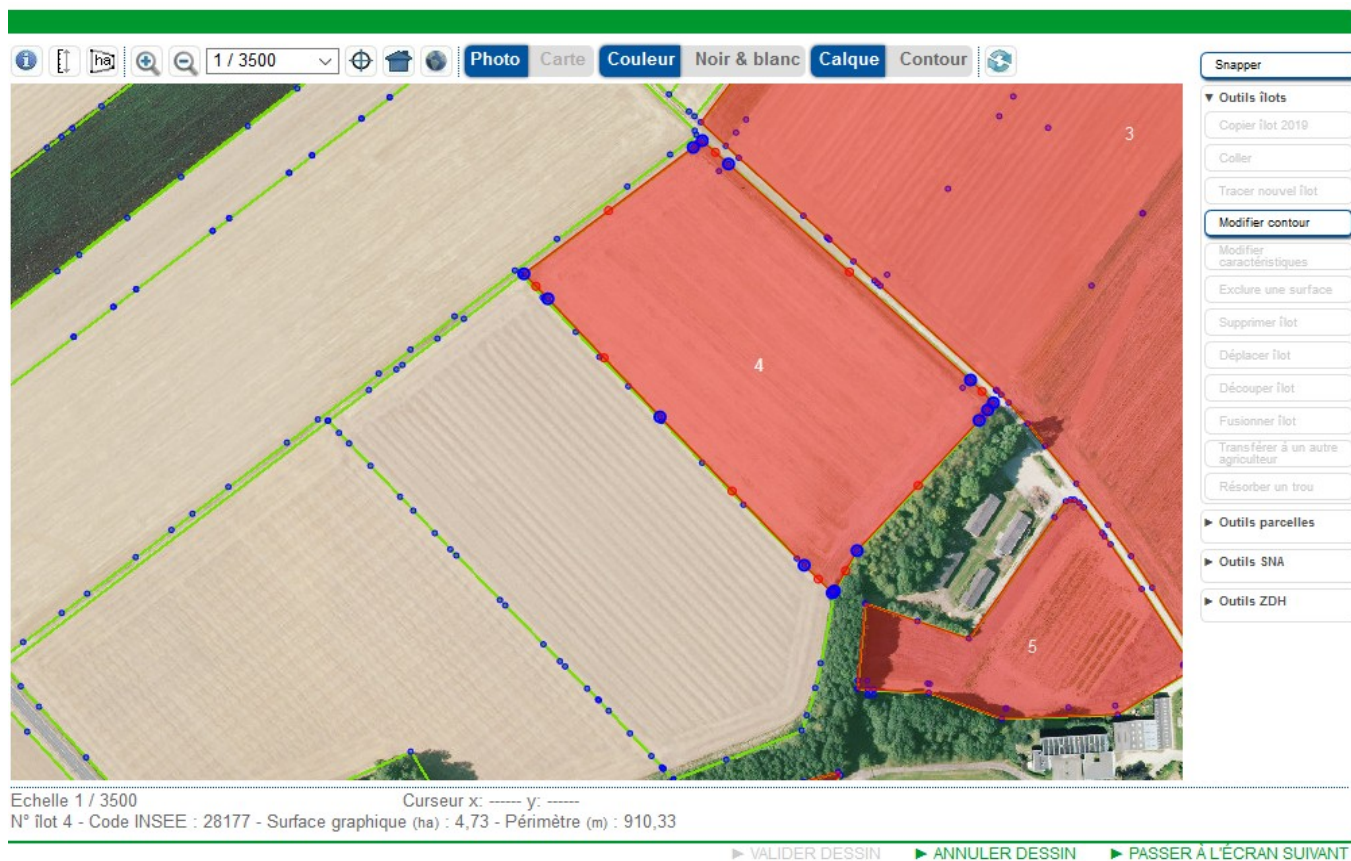 ha
1 / 3500
Photo
Carte
Couleur
Noir & blanc
Calque
Contour
Snapper
▼ Outils îlots
Copier îlot 2019
Coller
Tracer nouvel îlot
Modifier contour
Modifier
caractéristiques
Exclure une surface
Supprimer îlot
Déplacer îlot
Découper îlot
Fusionner îlot
Transférer à un autre
agriculteur
Résorber un trou
► Outils parcelles
► Outils SNA
► Outils ZDH
3
4
5
Echelle 1 / 3500 Curseur x: ------ y: ------
N° îlot 4 - Code INSEE : 28177 - Surface graphique (ha) : 4,73 - Périmètre (m) : 910,33
► VALIDER DESSIN ► ANNULER DESSIN ► PASSER À L'ÉCRAN SUIVANT